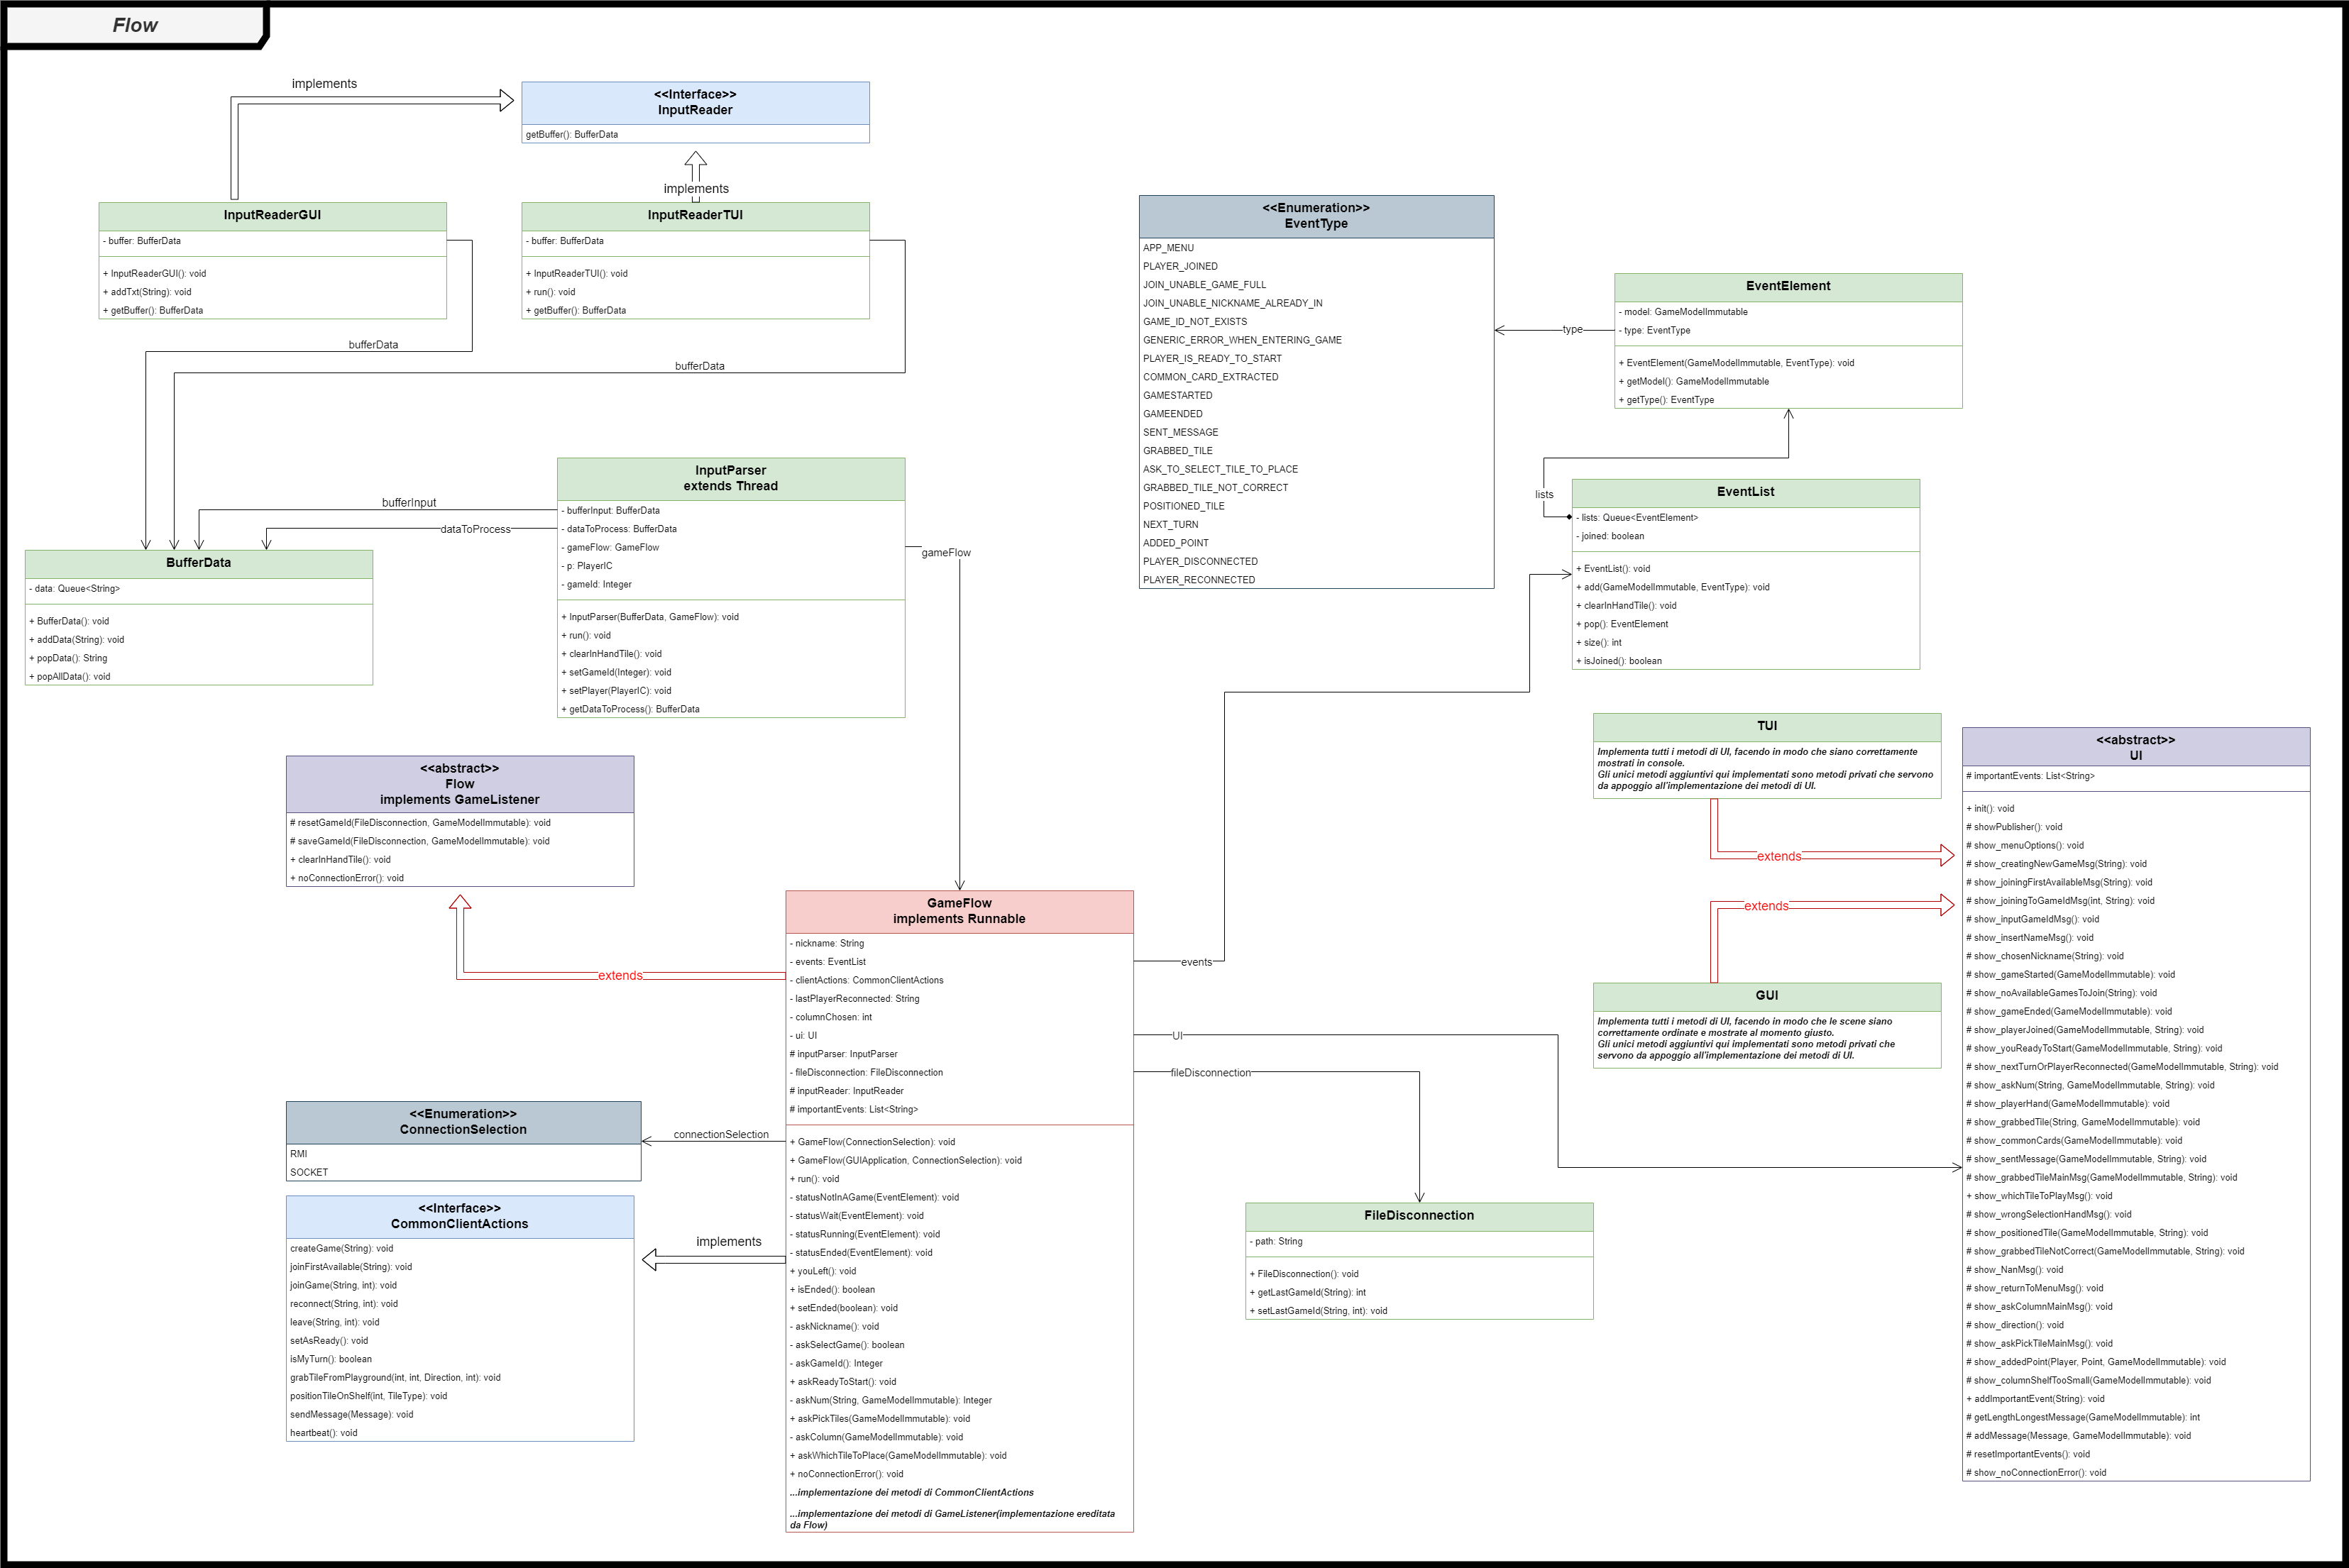 Flow
implements
<<Interface>>
InputReader
getBuffer(): BufferData
implements
InputReaderGUI
- buffer: BufferData
+ InputReaderGUI(): void
+ addTxt(String): void
+ getBuffer(): BufferData
InputReaderTUI
- buffer: BufferData
+ InputReaderTUI(): void
+ run(): void
+ getBuffer(): BufferData
bufferData
bufferData
<<Enumeration>>
EventType
APP_MENU
PLAYER_JOINED
JOIN_UNABLE_GAME_FULL
JOIN_UNABLE_NICKNAME_ALREADY_IN
GAME_ID_NOT_EXISTS
GENERIC_ERROR_WHEN_ENTERING_GAME
PLAYER_IS_READY_TO_START
COMMON_CARD_EXTRACTED
GAMESTARTED
GAMEENDED
SENT_MESSAGE
GRABBED_TILE
ASK_TO_SELECT_TILE_TO_PLACE
GRABBED_TILE_NOT_CORRECT
POSITIONED_TILE
NEXT_TURN
ADDED_POINT
PLAYER_DISCONNECTED
PLAYER_RECONNECTED
type
EventElement
- model: GameModelImmutable
- type: EventType
+ EventElement(GameModelImmutable, EventType): void
+ getModel(): GameModelImmutable
+ getType(): EventType
lists
EventList
- lists: Queue<EventElement>
- joined: boolean
+ EventList(): void
+ add(GameModelImmutable, EventType): void
+ clearInHandTile(): void
+ pop(): EventElement
+ size(): int
+ isJoined(): boolean
InputParser
extends Thread
- bufferInput: BufferData
- dataToProcess: BufferData
- gameFlow: GameFlow
- p: PlayerIC
- gameId: Integer
+ InputParser(BufferData, GameFlow): void
+ run(): void
+ clearInHandTile(): void
+ setGameId(Integer): void
+ setPlayer(PlayerIC): void
+ getDataToProcess(): BufferData
bufferInput
dataToProcess
gameFlow
BufferData
- data: Queue<String>
+ BufferData(): void
+ addData(String): void
+ popData(): String
+ popAllData(): void
<<abstract>>
Flow
implements GameListener
# resetGameId(FileDisconnection, GameModelImmutable): void
# saveGameId(FileDisconnection, GameModelImmutable): void
+ clearInHandTile(): void
+ noConnectionError(): void
extends
GameFlow
implements Runnable
- nickname: String
- events: EventList
- clientActions: CommonClientActions
- lastPlayerReconnected: String
- columnChosen: int
- ui: UI
# inputParser: InputParser
- fileDisconnection: FileDisconnection
# inputReader: InputReader
# importantEvents: List<String>
+ GameFlow(ConnectionSelection): void
+ GameFlow(GUIApplication, ConnectionSelection): void
+ run(): void
- statusNotInAGame(EventElement): void
- statusWait(EventElement): void
- statusRunning(EventElement): void
- statusEnded(EventElement): void
+ youLeft(): void
+ isEnded(): boolean
+ setEnded(boolean): void
- askNickname(): void
- askSelectGame(): boolean
- askGameId(): Integer
+ askReadyToStart(): void
- askNum(String, GameModelImmutable): Integer
+ askPickTiles(GameModelImmutable): void
- askColumn(GameModelImmutable): void
+ askWhichTileToPlace(GameModelImmutable): void
+ noConnectionError(): void
...implementazione dei metodi di CommonClientActions
...implementazione dei metodi di GameListener(implementazione ereditata
da Flow)
events
UI
fileDisconnection
connectionSelection
implements
<<Enumeration>>
ConnectionSelection
RMI
SOCKET
<<Interface>>
CommonClientActions
createGame(String): void
joinFirstAvailable(String): void
joinGame(String, int): void
reconnect(String, int): void
leave(String, int): void
setAsReady(): void
isMyTurn(): boolean
grabTileFromPlayground(int, int, Direction, int): void
positionTileOnShelf(int, TileType): void
sendMessage(Message): void
heartbeat(): void
FileDisconnection
- path: String
+ FileDisconnection(): void
+ getLastGameId(String): int
+ setLastGameId(String, int): void
TUI
Implementa tutti i metodi di UI, facendo in modo che siano correttamente
mostrati in console.
Gli unici metodi aggiuntivi qui implementati sono metodi privati che servono
da appoggio all'implementazione dei metodi di UI.
extends
extends
GUI
Implementa tutti i metodi di UI, facendo in modo che le scene siano
correttamente ordinate e mostrate al momento giusto.
Gli unici metodi aggiuntivi qui implementati sono metodi privati che
servono da appoggio all'implementazione dei metodi di UI.
<<abstract>>
UI
# importantEvents: List<String>
+ init(): void
# showPublisher(): void
# show_menuOptions(): void
# show_creatingNewGameMsg(String): void
# show_joiningFirstAvailableMsg(String): void
# show_joiningToGameIdMsg(int, String): void
# show_inputGameIdMsg(): void
# show_insertNameMsg(): void
# show_chosenNickname(String): void
# show_gameStarted(GameModelImmutable): void
# show_noAvailableGamesToJoin(String): void
# show_gameEnded(GameModelImmutable): void
# show_playerJoined(GameModelImmutable, String): void
# show_youReadyToStart(GameModelImmutable, String): void
# show_nextTurnOrPlayerReconnected(GameModelImmutable, String): void
# show_askNum(String, GameModelImmutable, String): void
# show_playerHand(GameModelImmutable): void
# show_grabbedTile(String, GameModelImmutable): void
# show_commonCards(GameModelImmutable): void
# show_sentMessage(GameModelImmutable, String): void
# show_grabbedTileMainMsg(GameModelImmutable, String): void
+ show_whichTileToPlayMsg(): void
# show_wrongSelectionHandMsg(): void
# show_positionedTile(GameModelImmutable, String): void
# show_grabbedTileNotCorrect(GameModelImmutable, String): void
# show_NanMsg(): void
# show_returnToMenuMsg(): void
# show_askColumnMainMsg(): void
# show_direction(): void
# show_askPickTileMainMsg(): void
# show_addedPoint(Player, Point, GameModelImmutable): void
# show_columnShelfTooSmall(GameModelImmutable): void
+ addImportantEvent(String): void
# getLengthLongestMessage(GameModelImmutable): int
# addMessage(Message, GameModelImmutable): void
# resetImportantEvents(): void
# show_noConnectionError(): void